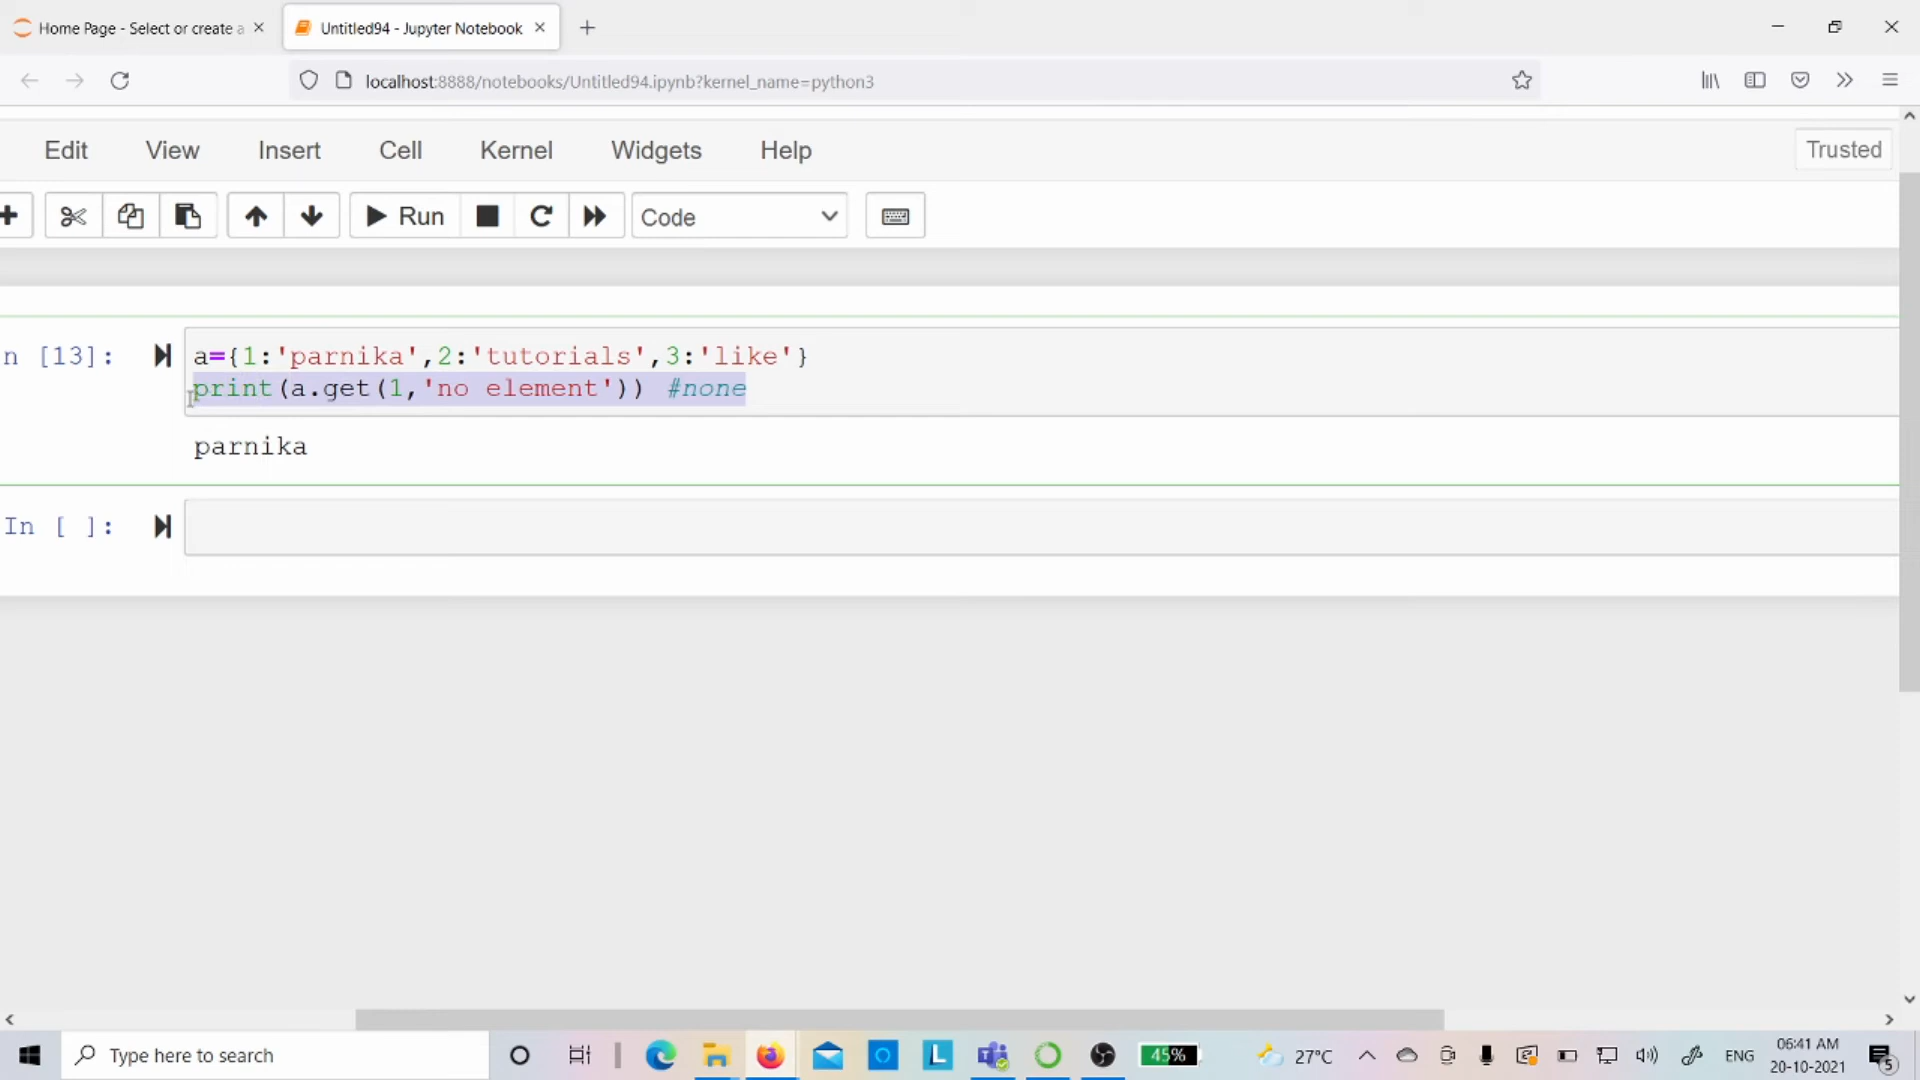 Home Page - Select or create a
Untitled94 - Jupyter Notebook
localhost:8888/notebooks/Untitled94.ipynb?kernel_name=python3
Edit View Insert Cell Kernel Widgets Help Trusted
Run Code
n [13]: a={1:'parnika',2:'tutorials',3:'like'}
print(a.get(1,'no element')) #none
parnika
In [ ]:
Type here to search L 45% 27°C ENG 06:41 AM
20-10-2021 5